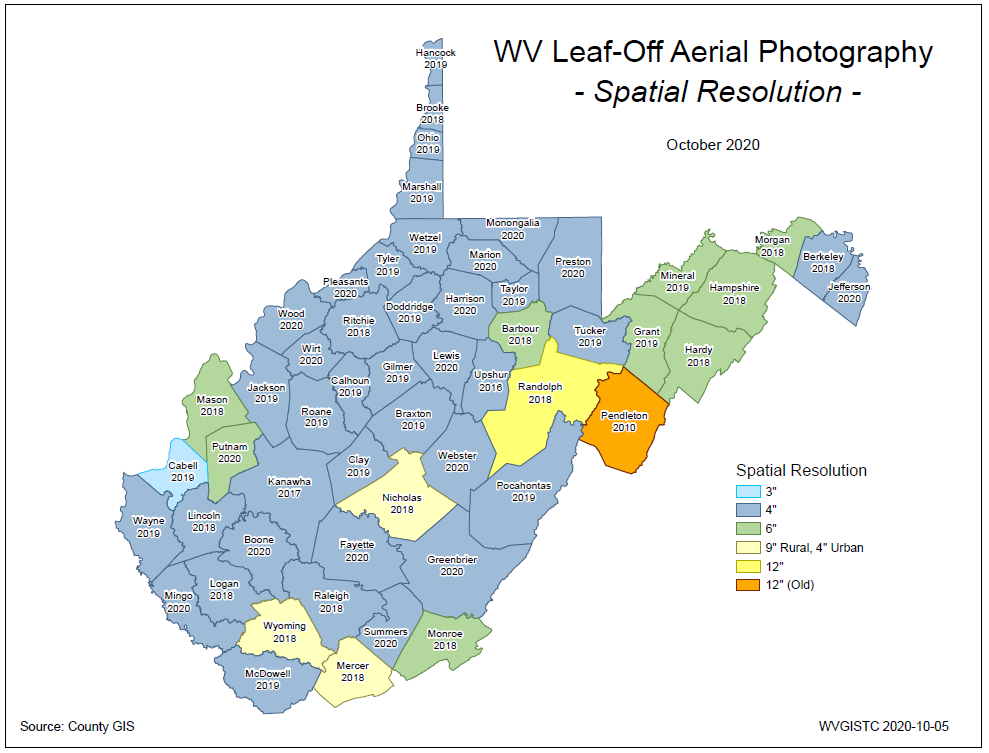 WV Leaf-Off Aerial Photography
- Spatial Resolution -
October 2020
Hancock
2019
Brooke
2018
Ohio
2019
Marshall
2019
Wetzel
2019
Monongalia
2020
Marion
2020
Preston
2020
Tyler
2019
Pleasants
2020
Doddridge
2019
Harrison
2020
Taylor
2019
Morgan
2018
Berkeley
2018
Jefferson
2020
Mineral
2019
Hampshire
2018
Wood
2020
Ritchie
2018
Barbour
2018
Tucker
2019
Grant
2019
Hardy
2018
Wirt
2020
Lewis
2020
Gilmer
2019
Upshur
2016
Calhoun
2019
Jackson
2019
Randolph
2018
Mason
2018
Roane
2019
Braxton
2019
Pendleton
2010
Putnam
2020
Cabell
2019
Clay
2019
Webster
2020
Kanawha
2017
Pocahontas
2019
Nicholas
2018
Wayne
2019
Lincoln
2018
Boone
2020
Fayette
2020
Greenbrier
2020
Logan
2018
Mingo
2020
Raleigh
2018
Wyoming
2018
Summers
2020
Monroe
2018
McDowell
2019
Mercer
2018
Spatial Resolution
3"
4"
6"
9" Rural, 4" Urban
12"
12" (Old)
Source: County GIS
WVGISTC 2020-10-05